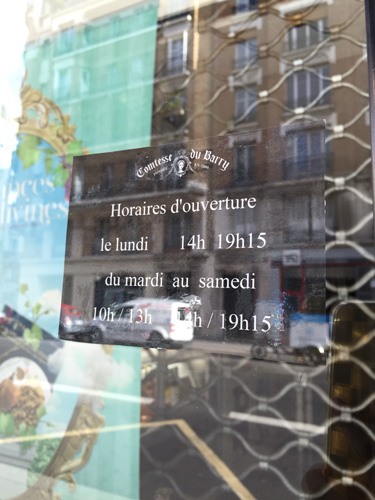 Comtesse du Barry
Horaires d'ouverture
le lundi 14h 19h15
du mardi au samedi
10h / 13h 14h / 19h15